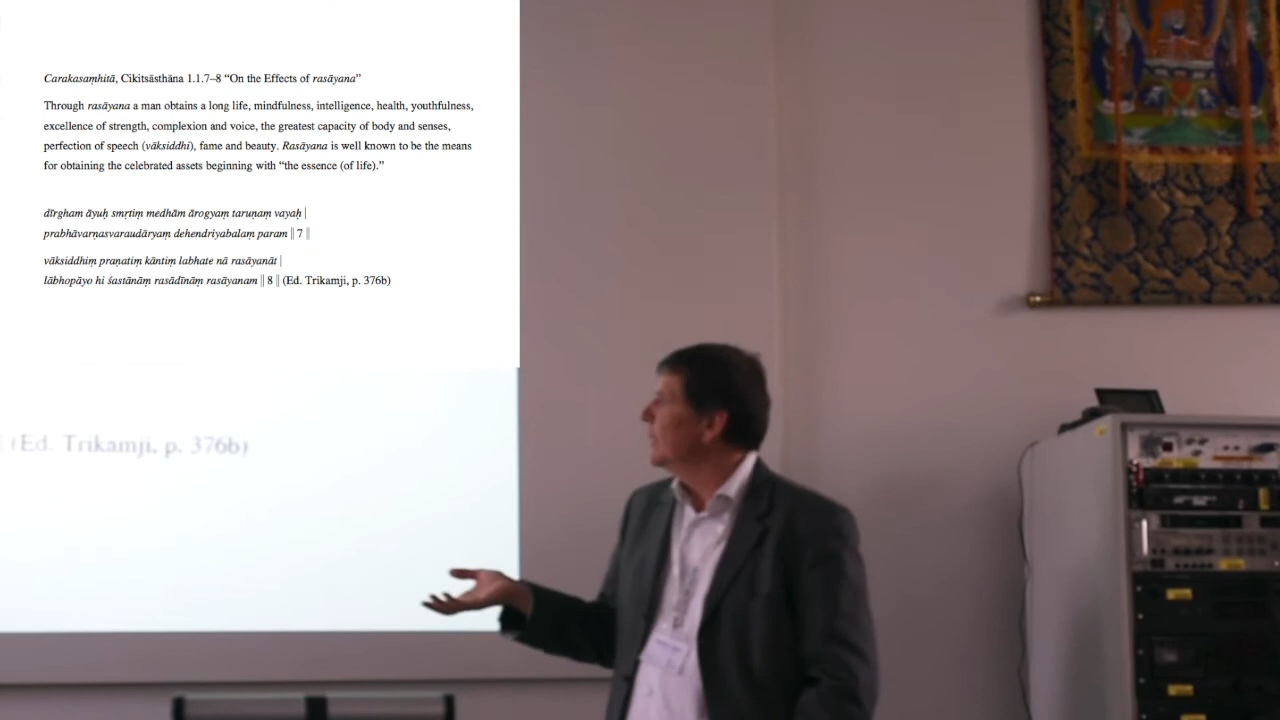 Carakasaṃhitā, Cikitsāsthāna 1.1.7–8 “On the Effects of rasāyana”
Through rasāyana a man obtains a long life, mindfulness, intelligence, health, youthfulness,
excellence of strength, complexion and voice, the greatest capacity of body and senses,
perfection of speech (vāksiddhi), fame and beauty. Rasāyana is well known to be the means
for obtaining the celebrated assets beginning with “the essence (of life).”
dīrgham āyuḥ smṛtiṃ medhām ārogyaṃ taruṇaṃ vayaḥ |
prabhāvarṇasvaraudāryaṃ dehendriyabalaṃ param || 7 ||
vāksiddhiṃ praṇatiṃ kāntiṃ labhate nā rasāyanāt |
lābhopāyo hi śastānāṃ rasādīnāṃ rasāyanam || 8 || (Ed. Trikamji, p. 376b)
(Ed. Trikamji, p. 376b)